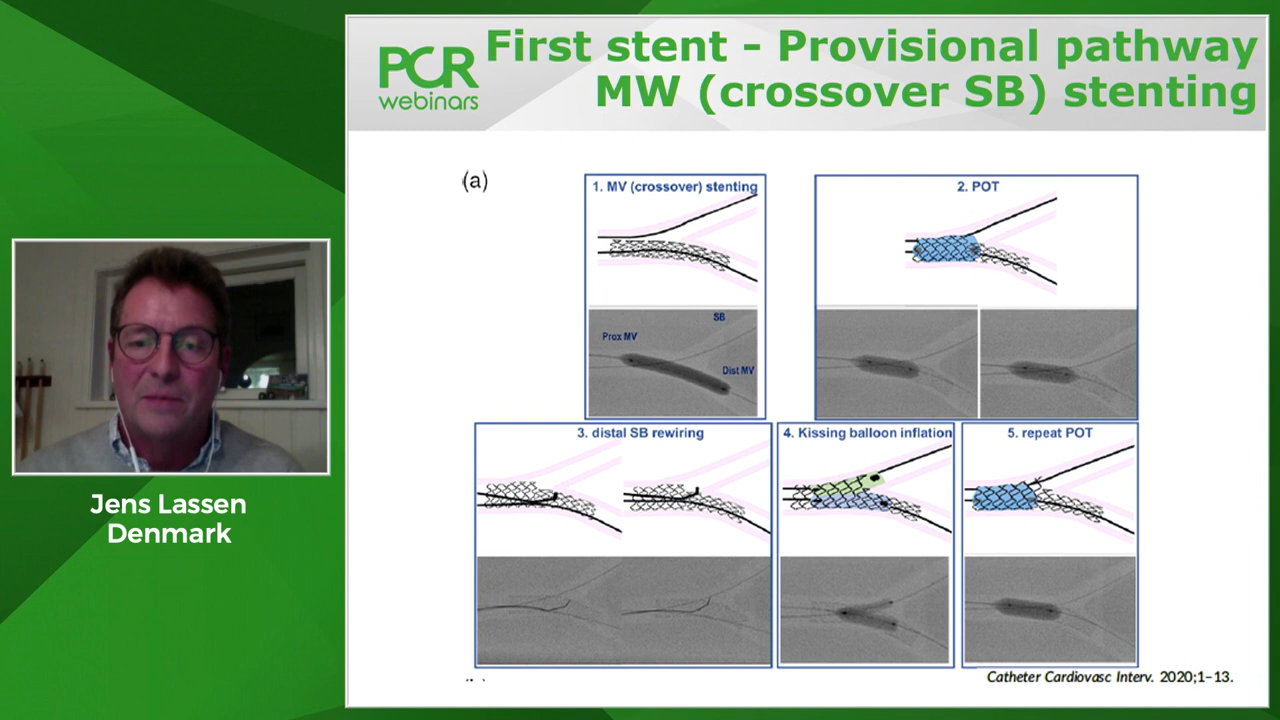 PCR
webinars
First stent - Provisional pathway
MW (crossover SB) stenting
(a)
1. MV (crossover) stenting
2. POT
SB
Prox MV
Dist MV
3. distal SB rewiring
4. Kissing balloon inflation
5. repeat POT
Catheter Cardiovasc Interv. 2020;1–13.
Jens Lassen
Denmark